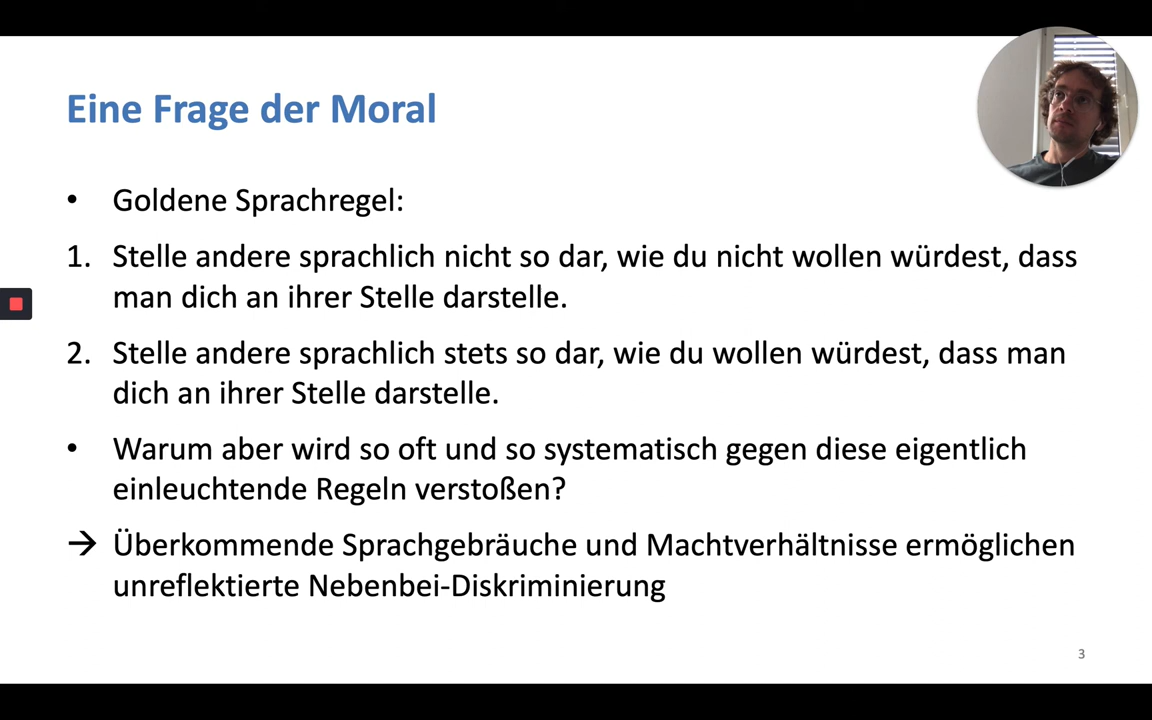 Eine Frage der Moral
• Goldene Sprachregel:
1. Stelle andere sprachlich nicht so dar, wie du nicht wollen würdest, dass
man dich an ihrer Stelle darstelle.
2. Stelle andere sprachlich stets so dar, wie du wollen würdest, dass man
dich an ihrer Stelle darstelle.
• Warum aber wird so oft und so systematisch gegen diese eigentlich
einleuchtende Regeln verstoßen?
→ Überkommende Sprachgebräuche und Machtverhältnisse ermöglichen
unreflektierte Nebenbei-Diskriminierung
3